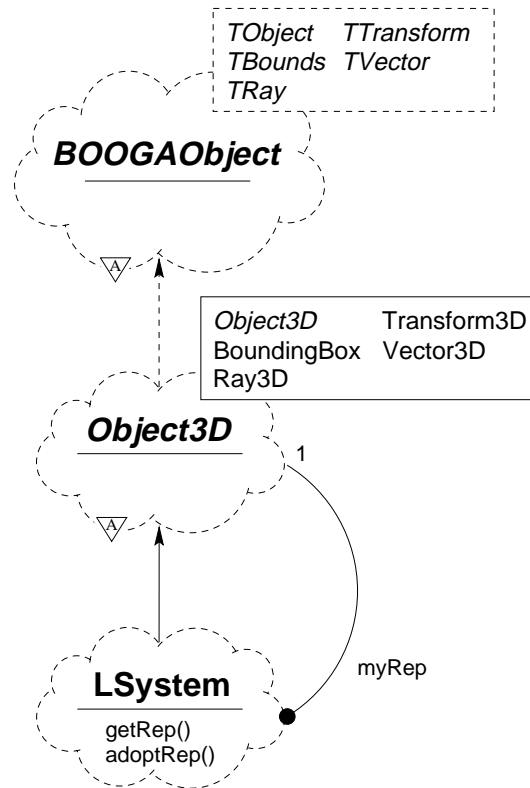 TObject TTransform
TBounds TVector
TRay
BOOGAObject
A
Object3D Transform3D
BoundingBox Vector3D
Ray3D
Object3D
1
A
myRep
LSystem
getRep()
adoptRep()